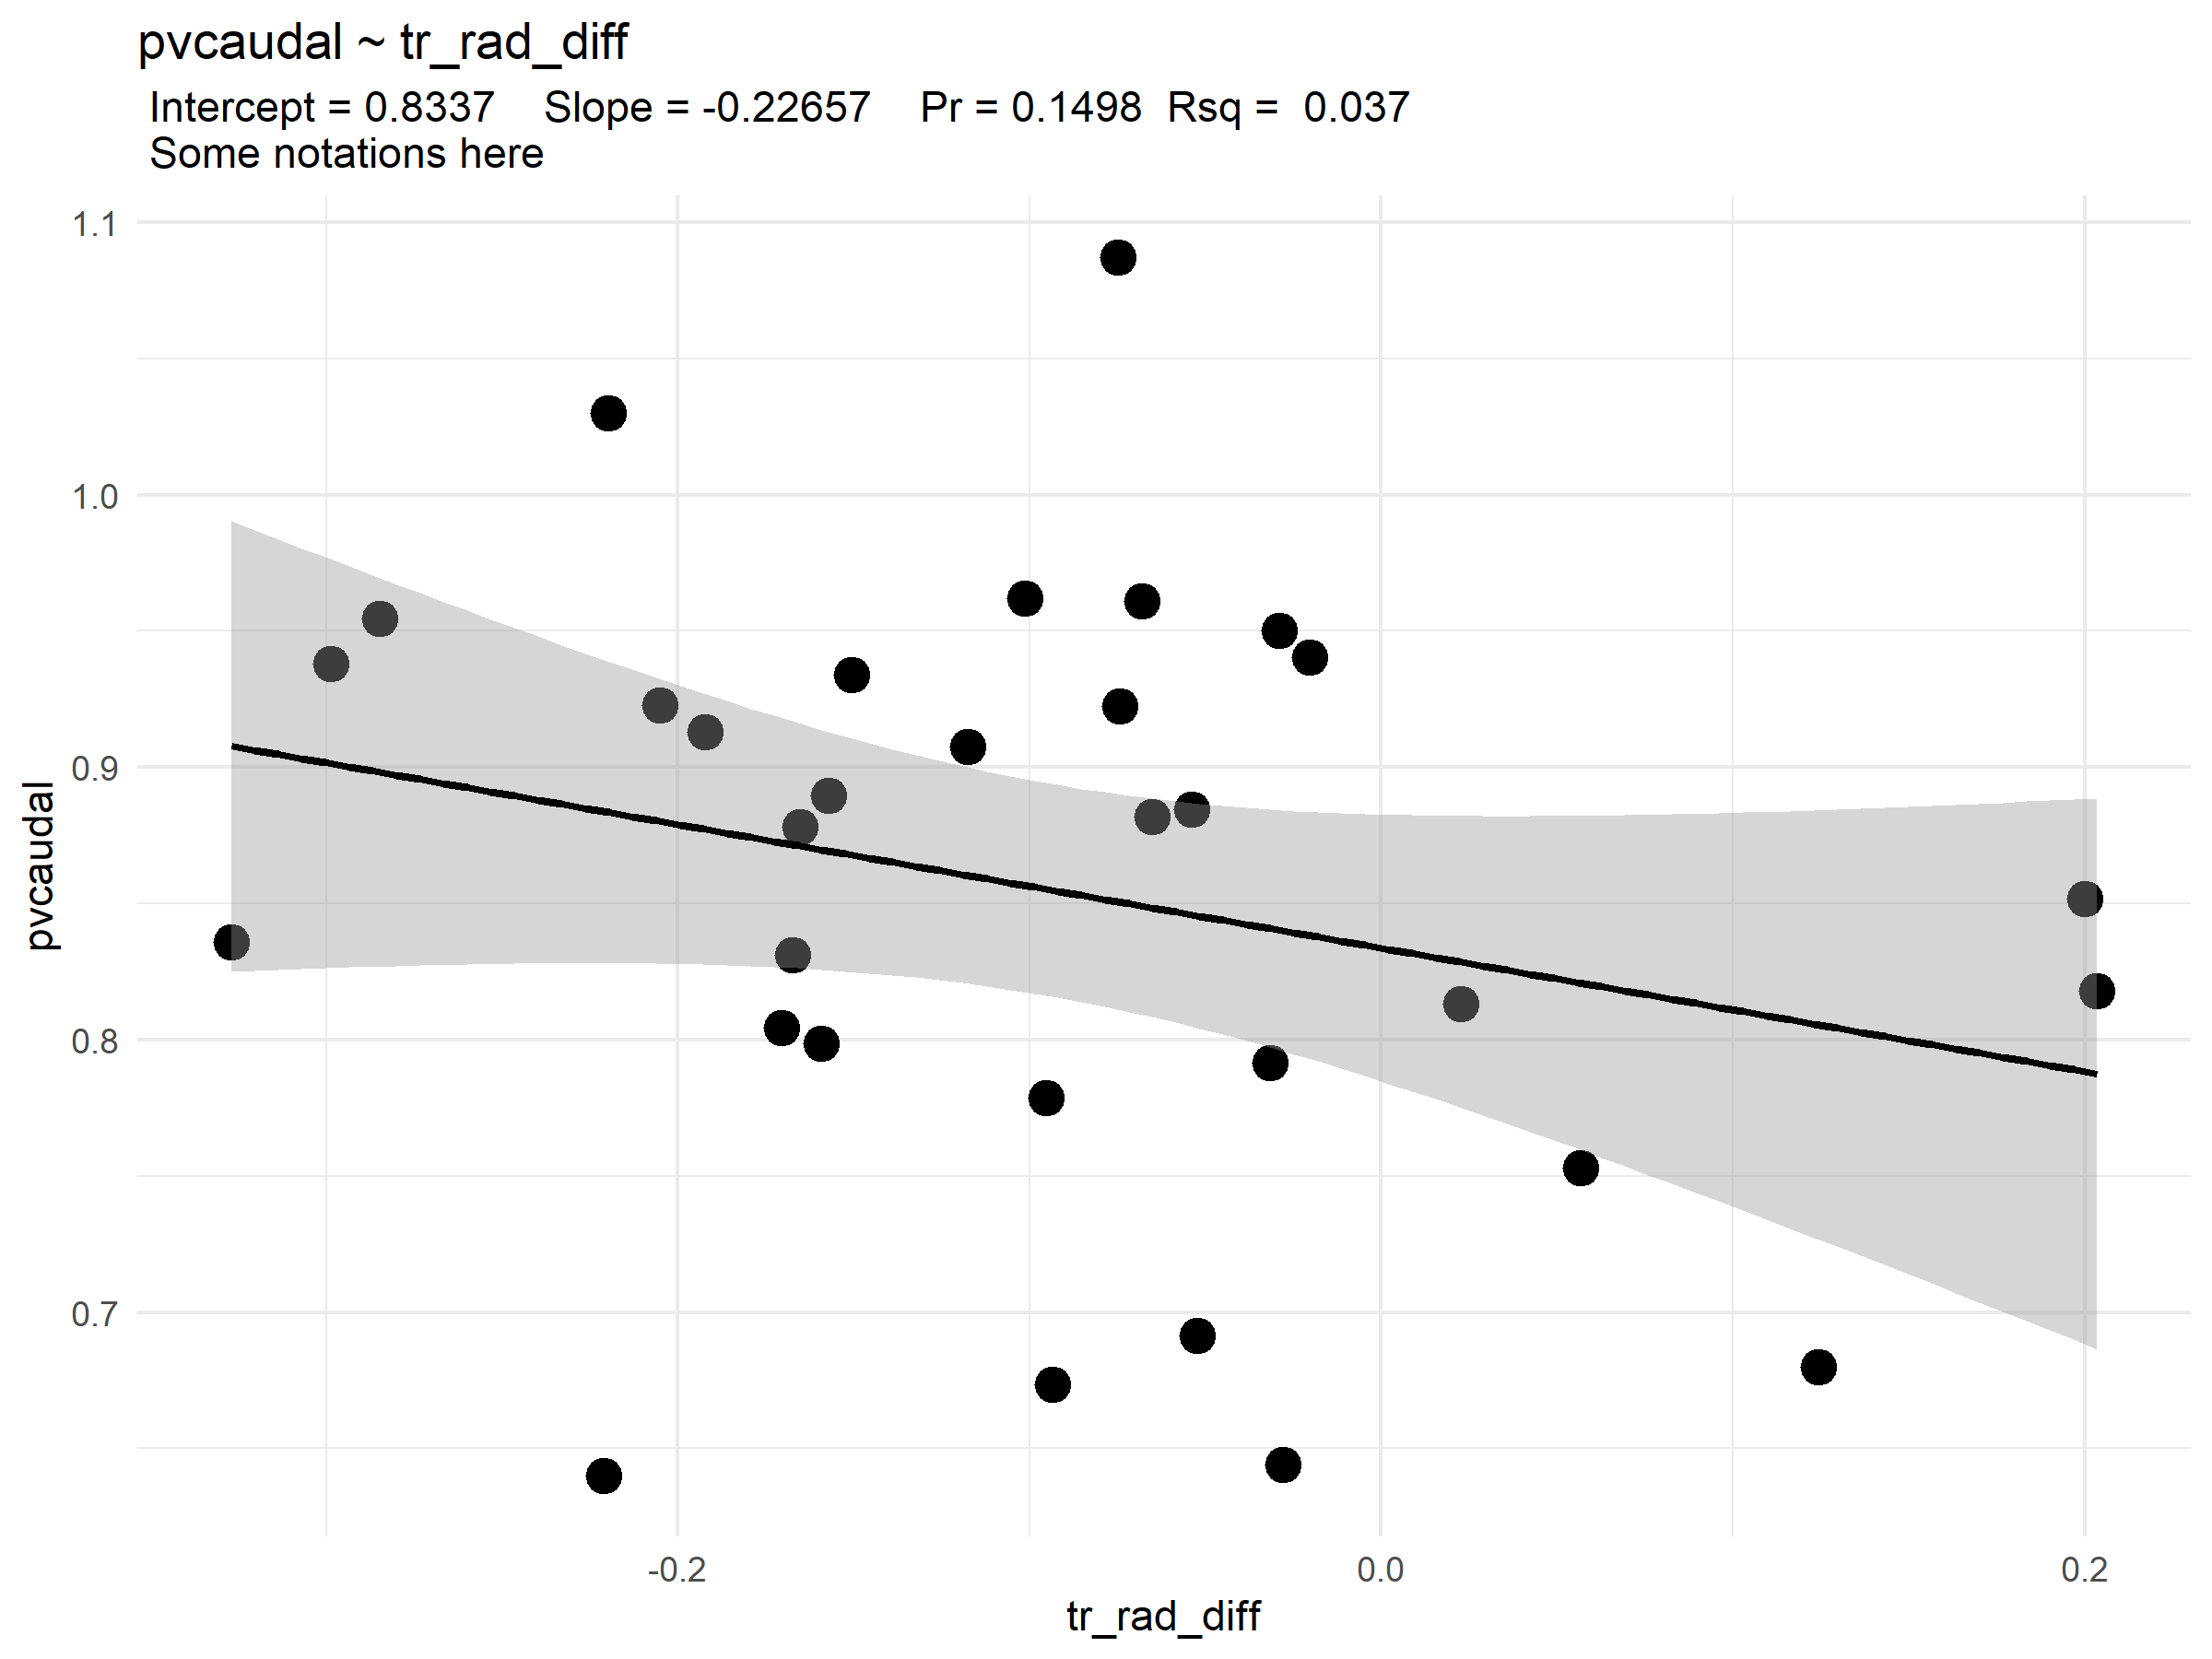 pvcaudal ~ tr_rad_diff
Intercept = 0.8337 Slope = -0.22657 Pr = 0.1498 Rsq = 0.037
Some notations here
1.1
1.0
0.9
0.8
0.7
pvcaudal
-0.2 0.0 0.2
tr_rad_diff